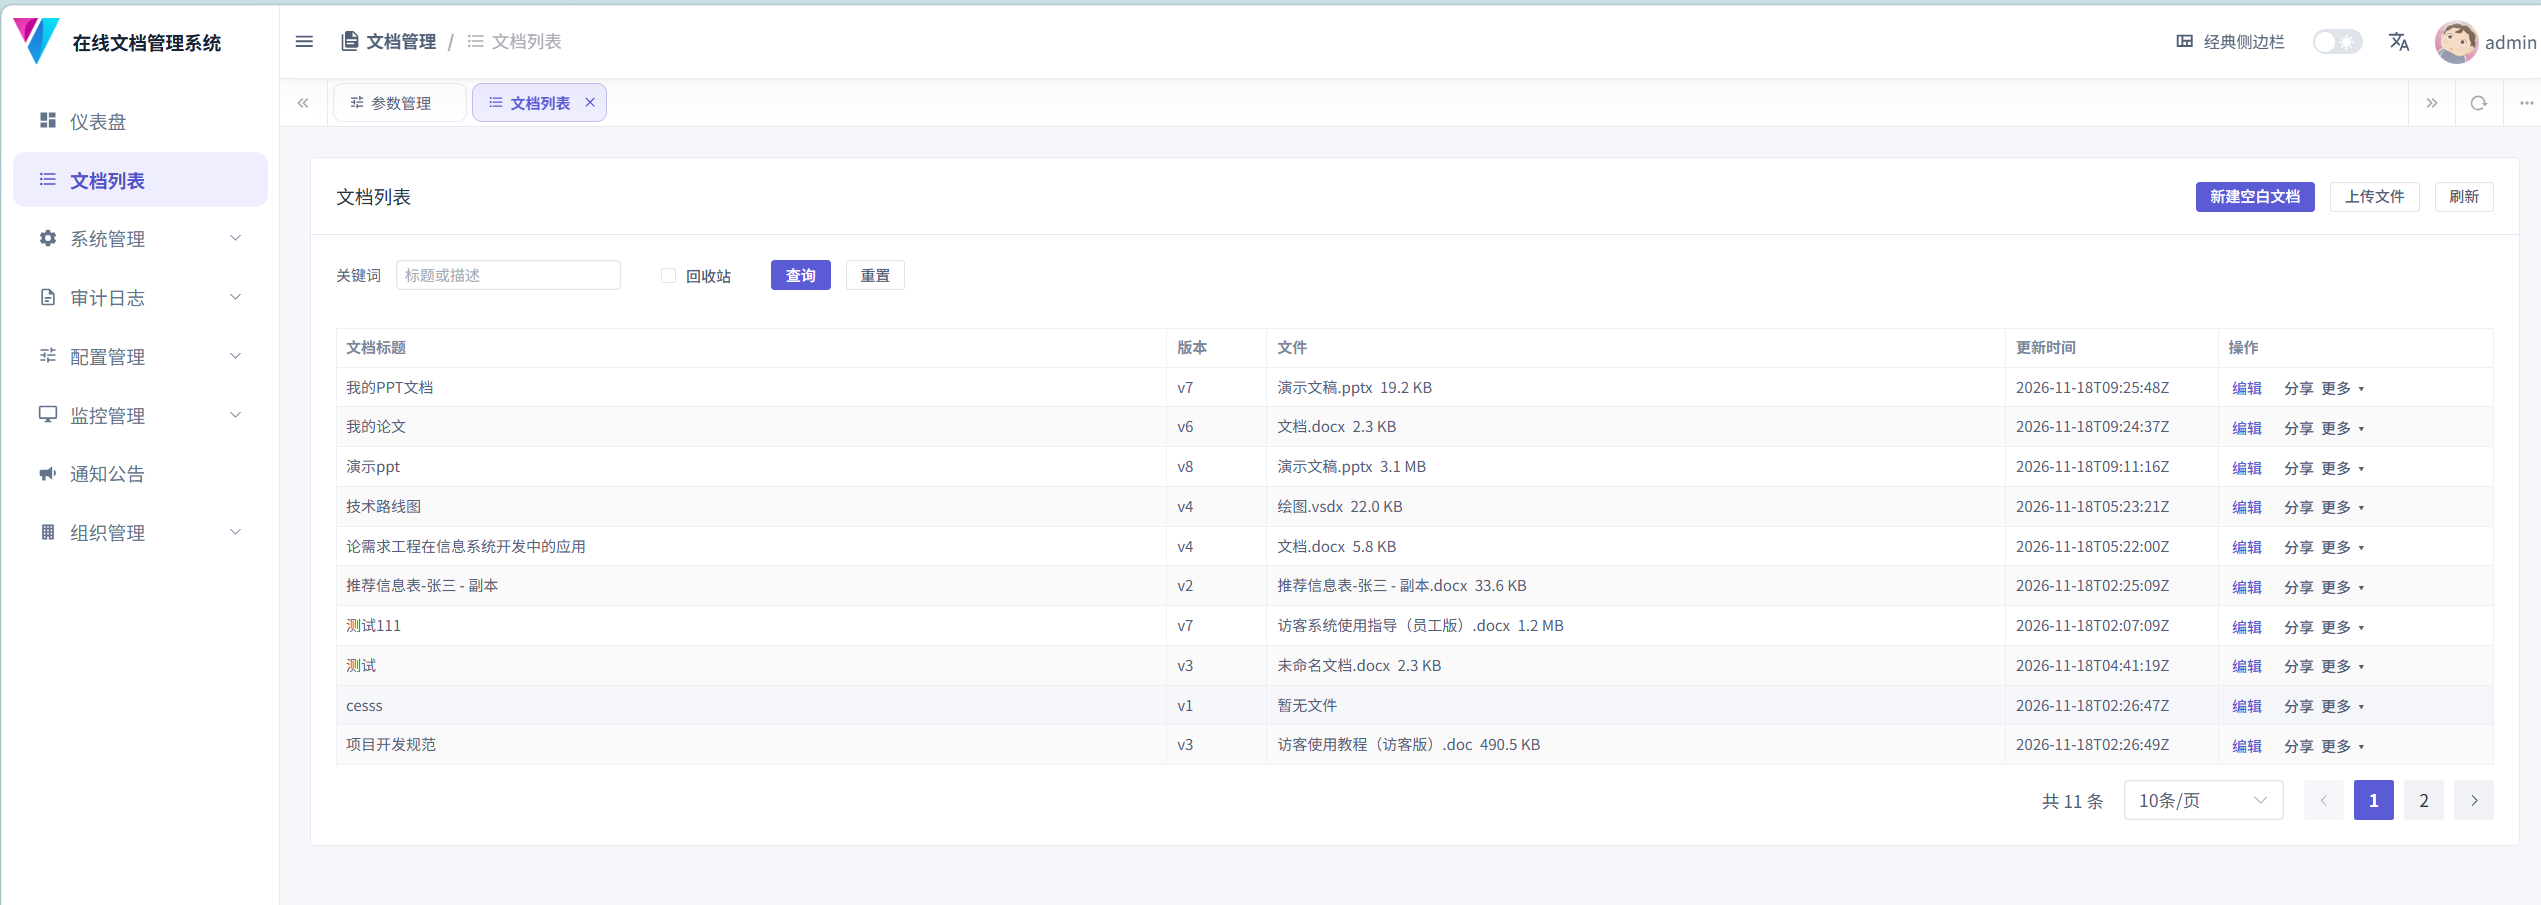 在线文档管理系统
文档管理 / 文档列表
经典侧边栏
admin
参数管理
文档列表
仪表盘
文档列表
系统管理
审计日志
配置管理
监控管理
通知公告
组织管理
文档列表
新建空白文档 上传文件 刷新
关键词 标题或描述 回收站 查询 重置
文档标题 版本 文件 更新时间 操作
我的PPT文档 v7 演示文稿.pptx 19.2 KB 2026-11-18T09:25:48Z 编辑 分享 更多
我的论文 v6 文档.docx 2.3 KB 2026-11-18T09:24:37Z 编辑 分享 更多
演示ppt v8 演示文稿.pptx 3.1 MB 2026-11-18T09:11:16Z 编辑 分享 更多
技术路线图 v4 绘图.vsdx 22.0 KB 2026-11-18T05:23:21Z 编辑 分享 更多
论需求工程在信息系统开发中的应用 v4 文档.docx 5.8 KB 2026-11-18T05:22:00Z 编辑 分享 更多
推荐信息表-张三 - 副本 v2 推荐信息表-张三 - 副本.docx 33.6 KB 2026-11-18T02:25:09Z 编辑 分享 更多
测试111 v7 访客系统使用指导（员工版）.docx 1.2 MB 2026-11-18T02:07:09Z 编辑 分享 更多
测试 v3 未命名文档.docx 2.3 KB 2026-11-18T04:41:19Z 编辑 分享 更多
cesss v1 暂无文件 2026-11-18T02:26:47Z 编辑 分享 更多
项目开发规范 v3 访客使用教程（访客版）.doc 490.5 KB 2026-11-18T02:26:49Z 编辑 分享 更多
共 11 条 10条/页 1 2